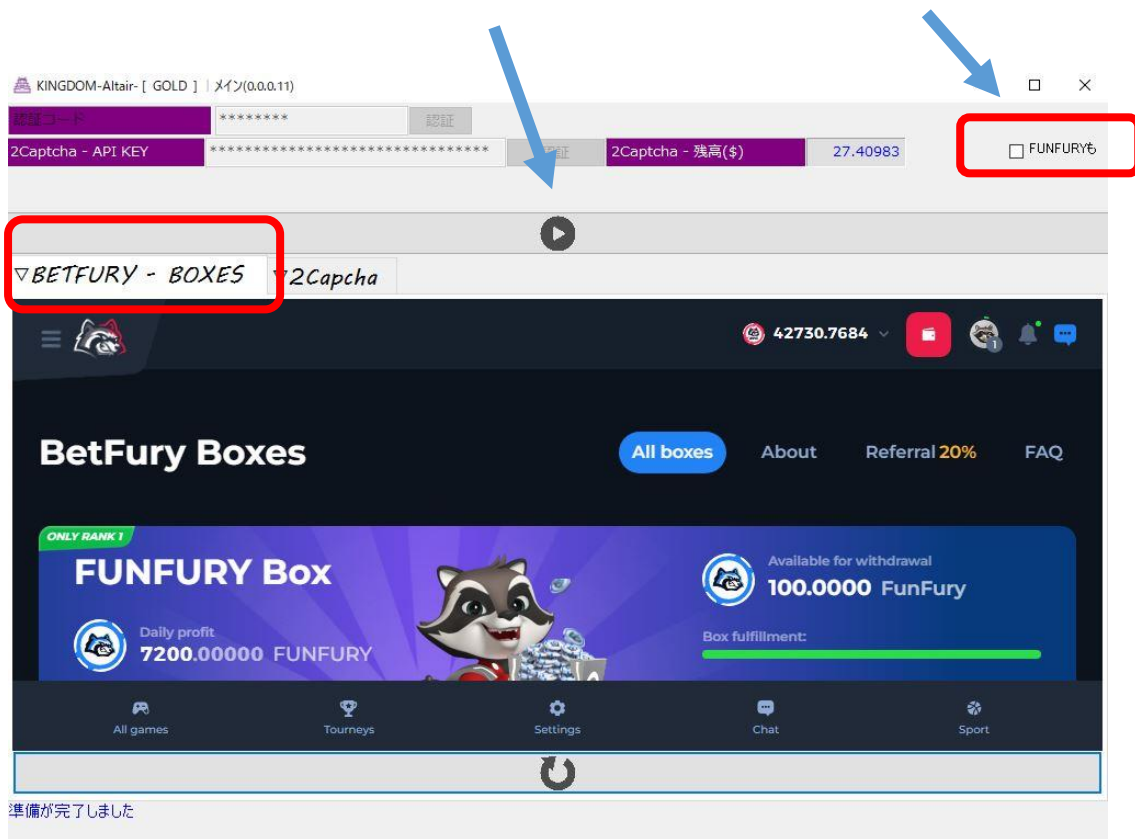 KINGDOM-Altair- [ GOLD ] | メイン(0.0.0.11)
認証コード ******** 認証
2Captcha - API KEY ******************************** 認証 2Captcha - 残高($) 27.40983 FUNFURYも
▽BETFURY - BOXES ▽2Capcha
42730.7684 1
BetFury Boxes All boxes About Referral 20% FAQ
ONLY RANK 1
FUNFURY Box
Available for withdrawal
100.0000 FunFury
Daily profit
7200.00000 FUNFURY
Box fulfillment:
All games Tourneys Settings Chat Sport
準備が完了しました